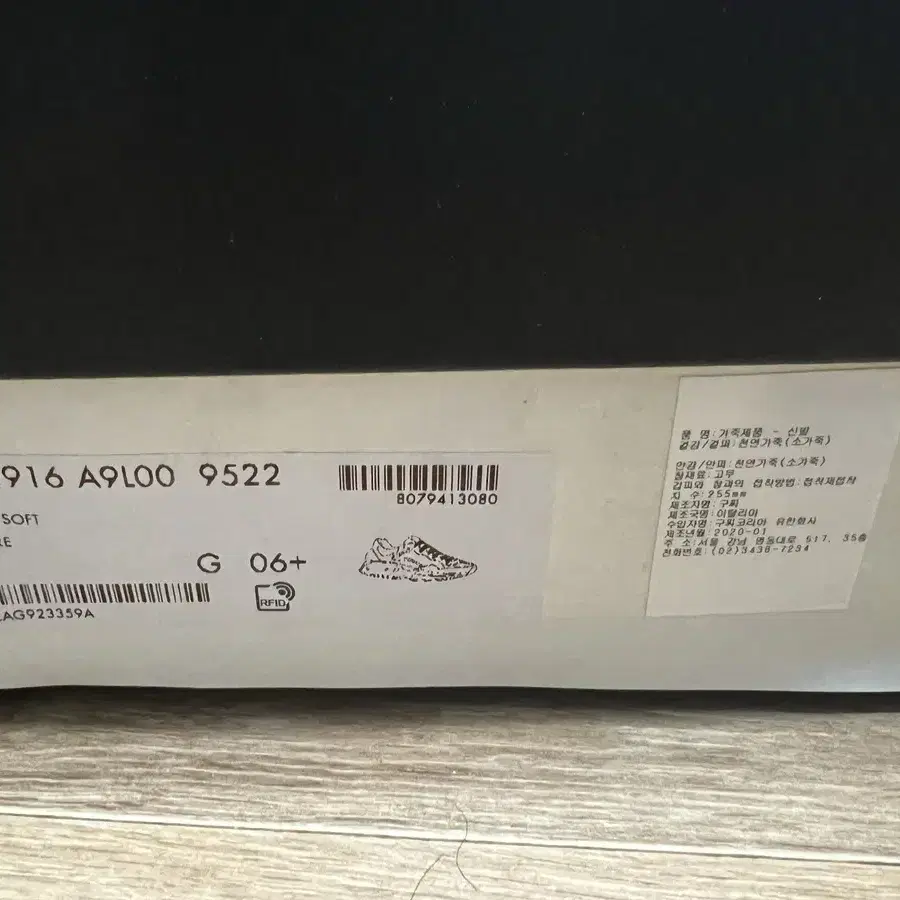 916 A9L00 9522
8079413080
SOFT
RE
G 06+
RFID
AG923359A
품 명:가죽제품 - 신발
겉감/겉피:천연가죽(소가죽)
안감/안피:천연가죽(소가죽)
창재료:고무
갑피와 창과의 접착방법:접착제접착
치 수:255mm
제조자명:구찌
제조국명:이탈리아
수입자명:구찌코리아 유한회사
제조년월:2020-01
주 소:서울 강남 영동대로 517, 35층
전화번호:(02)3438-7234